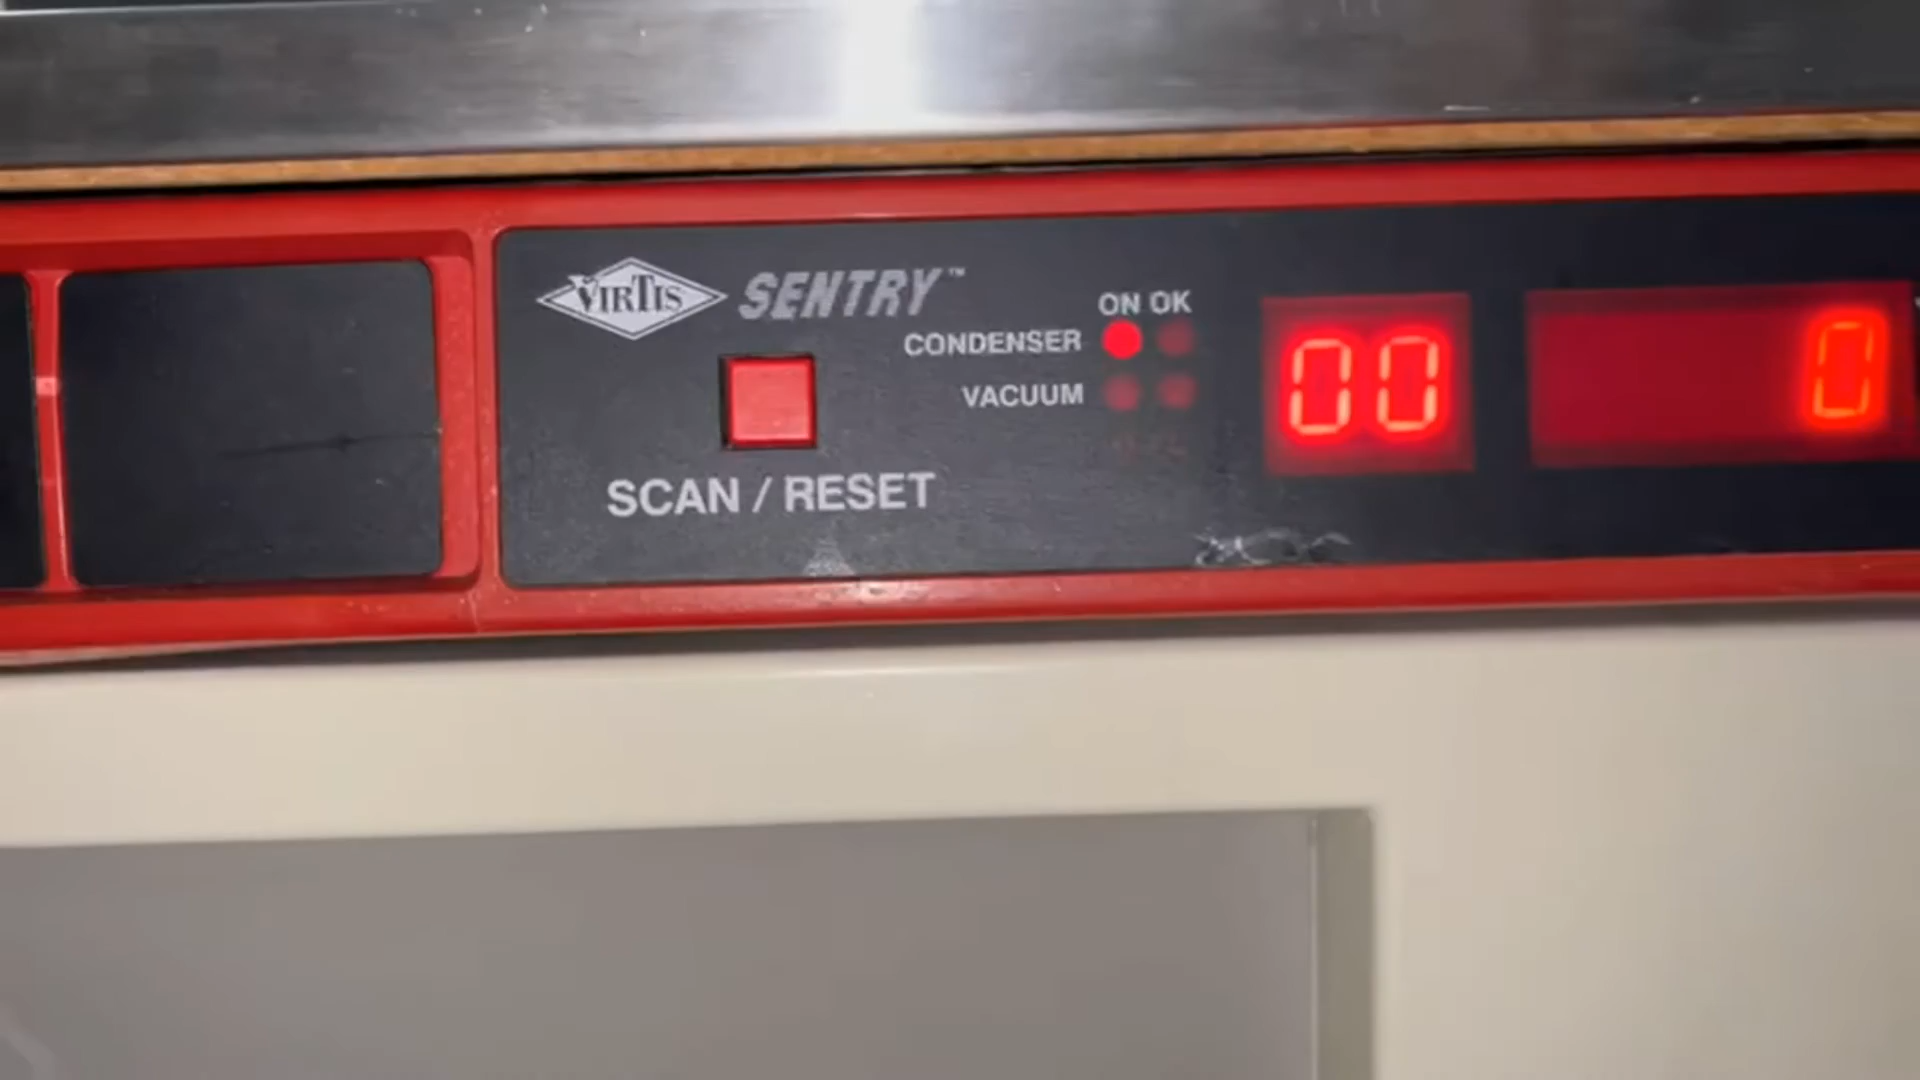 VIRTIS SENTRY™
ON OK
CONDENSER
VACUUM
00
0
SCAN / RESET